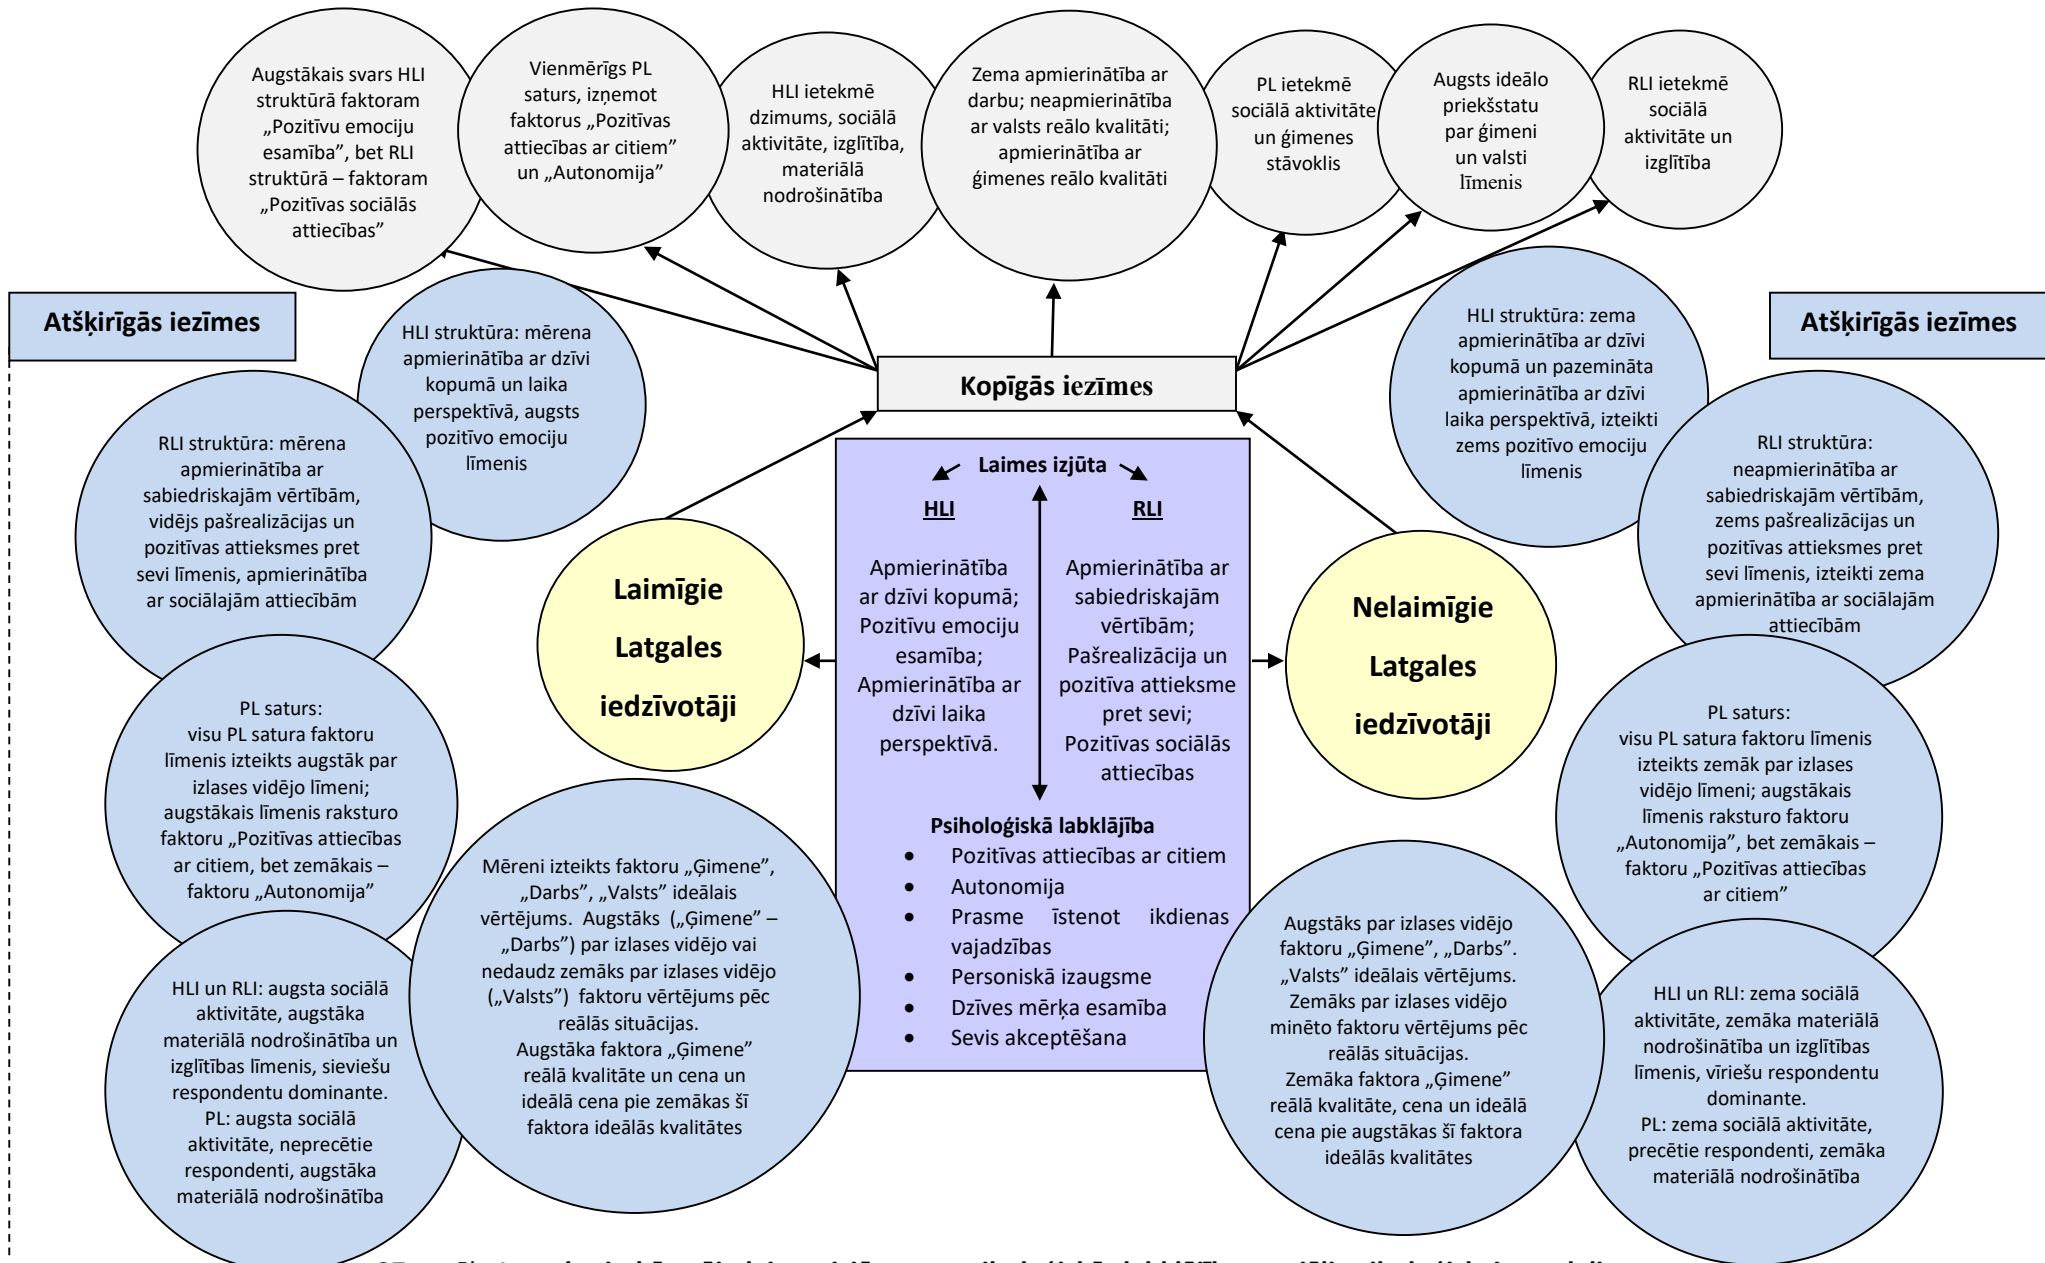 Augstākais svars HLI
struktūrā faktoram
„Pozitīvu emociju
esamība”, bet RLI
struktūrā – faktoram
„Pozitīvas sociālās
attiecības”
Vienmērīgs PL
saturs, izņemot
faktorus „Pozitīvas
attiecības ar citiem”
un „Autonomija”
HLI ietekmē
dzimums, sociālā
aktivitāte, izglītība,
materiālā
nodrošinātība
Zema apmierinātība ar
darbu; neapmierinātība
ar valsts reālo kvalitāti;
apmierinātība ar
ģimenes reālo kvalitāti
PL ietekmē
sociālā aktivitāte
un ģimenes
stāvoklis
Augsts ideālo
priekšstatu
par ģimeni
un valsti
līmenis
RLI ietekmē
sociālā
aktivitāte un
izglītība
Atšķirīgās iezīmes
HLI struktūra: mērena
apmierinātība ar dzīvi
kopumā un laika
perspektīvā, augsts
pozitīvo emociju
līmenis
Kopīgās iezīmes
HLI struktūra: zema
apmierinātība ar dzīvi
kopumā un pazemināta
apmierinātība ar dzīvi
laika perspektīvā, izteikti
zems pozitīvo emociju
līmenis
Atšķirīgās iezīmes
RLI struktūra: mērena
apmierinātība ar
sabiedriskajām vērtībām,
vidējs pašrealizācijas un
pozitīvas attieksmes pret
sevi līmenis, apmierinātība
ar sociālajām attiecībām
Laimīgie
Latgales
iedzīvotāji
Laimes izjūta
HLI
Apmierinātība
ar dzīvi kopumā;
Pozitīvu emociju
esamība;
Apmierinātība ar
dzīvi laika
perspektīvā.
RLI
Apmierinātība ar
sabiedriskajām
vērtībām;
Pašrealizācija un
pozitīva attieksme
pret sevi;
Pozitīvas sociālās
attiecības
Psiholoģiskā labklājība
• Pozitīvas attiecības ar citiem
• Autonomija
• Prasme īstenot ikdienas
vajadzības
• Personiskā izaugsme
• Dzīves mērķa esamība
• Sevis akceptēšana
Nelaimīgie
Latgales
iedzīvotāji
RLI struktūra:
neapmierinātība ar
sabiedriskajām vērtībām,
zems pašrealizācijas un
pozitīvas attieksmes pret
sevi līmenis, izteikti zema
apmierinātība ar sociālajām
attiecībām
PL saturs:
visu PL satura faktoru
līmenis izteikts augstāk par
izlases vidējo līmeni;
augstākais līmenis raksturo
faktoru „Pozitīvas attiecības
ar citiem, bet zemākais –
faktoru „Autonomija”
PL saturs:
visu PL satura faktoru līmenis
izteikts zemāk par izlases
vidējo līmeni; augstākais
līmenis raksturo faktoru
„Autonomija”, bet zemākais –
faktoru „Pozitīvas attiecības
ar citiem”
Mēreni izteikts faktoru „Ģimene”,
„Darbs”, „Valsts” ideālais
vērtējums. Augstāks („Ģimene” –
„Darbs”) par izlases vidējo vai
nedaudz zemāks par izlases vidējo
(„Valsts”) faktoru vērtējums pēc
reālās situācijas.
Augstāka faktora „Ģimene”
reālā kvalitāte un cena un
ideālā cena pie zemākas šī
faktora ideālās kvalitātes
Augstāks par izlases vidējo
faktoru „Ģimene”, „Darbs”.
„Valsts” ideālais vērtējums.
Zemāks par izlases vidējo
minēto faktoru vērtējums pēc
reālās situācijas.
Zemāka faktora „Ģimene”
reālā kvalitāte, cena un ideālā
cena pie augstākas šī faktora
ideālās kvalitātes
HLI un RLI: augsta sociālā
aktivitāte, augstāka
materiālā nodrošinātība un
izglītības līmenis, sieviešu
respondentu dominante.
PL: augsta sociālā
aktivitāte, neprecētie
respondenti, augstāka
materiālā nodrošinātība
HLI un RLI: zema sociālā
aktivitāte, zemāka materiālā
nodrošinātība un izglītības
līmenis, vīriešu respondentu
dominante.
PL: zema sociālā aktivitāte,
precētie respondenti, zemāka
materiālā nodrošinātība